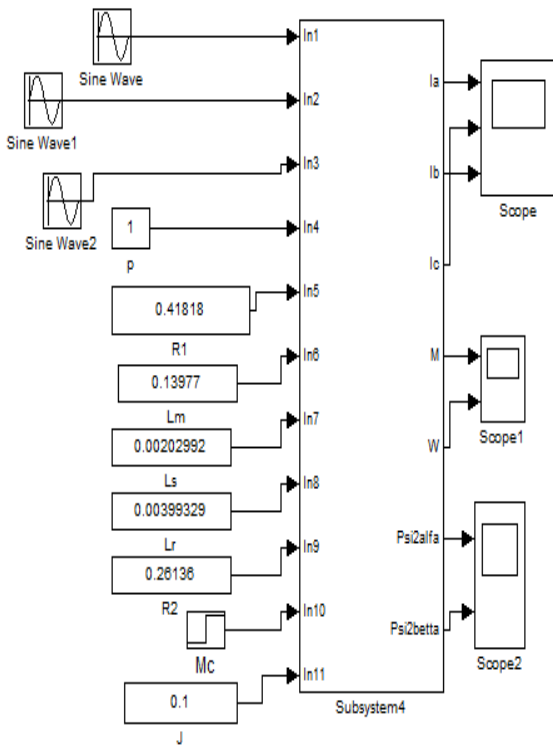 Sine Wave
Sine Wave1
Sine Wave2
1
p
0.41818
R1
0.13977
Lm
0.00202992
Ls
0.00399329
Lr
0.26136
R2
Mc
0.1
J
In1
In2
In3
In4
In5
In6
In7
In8
In9
In10
In11
Ia
Ib
Ic
M
W
Psi2alfa
Psi2betta
Subsystem4
Scope
Scope1
Scope2